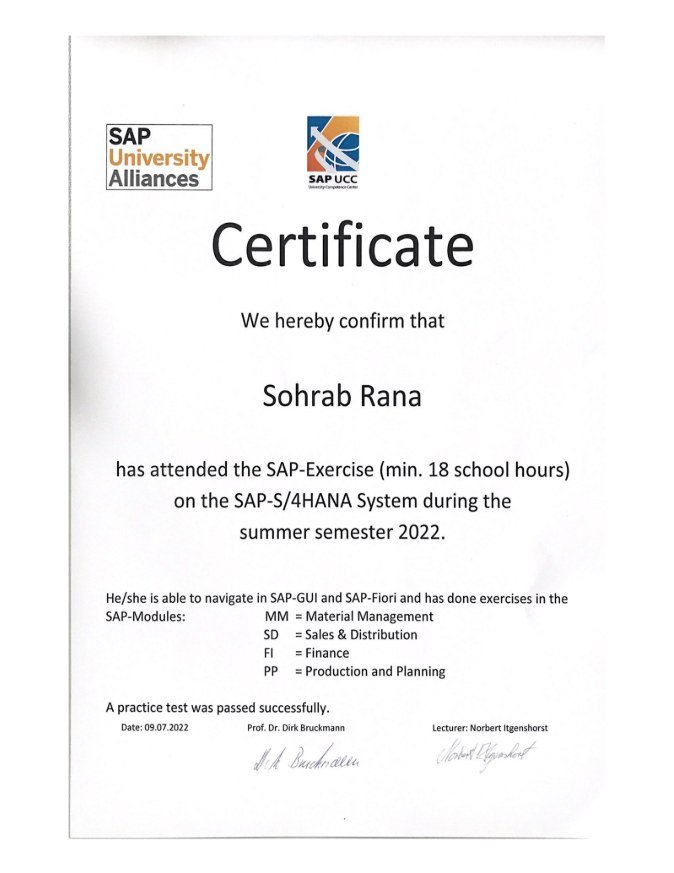 SAP
University
Alliances
SAP UCC
University Competence Center
Certificate
We hereby confirm that
Sohrab Rana
has attended the SAP-Exercise (min. 18 school hours)
on the SAP-S/4HANA System during the
summer semester 2022.
He/she is able to navigate in SAP-GUI and SAP-Fiori and has done exercises in the
SAP-Modules: MM = Material Management
SD = Sales & Distribution
FI = Finance
PP = Production and Planning
A practice test was passed successfully.
Date: 09.07.2022 Prof. Dr. Dirk Bruckmann Lecturer: Norbert Itgenshorst